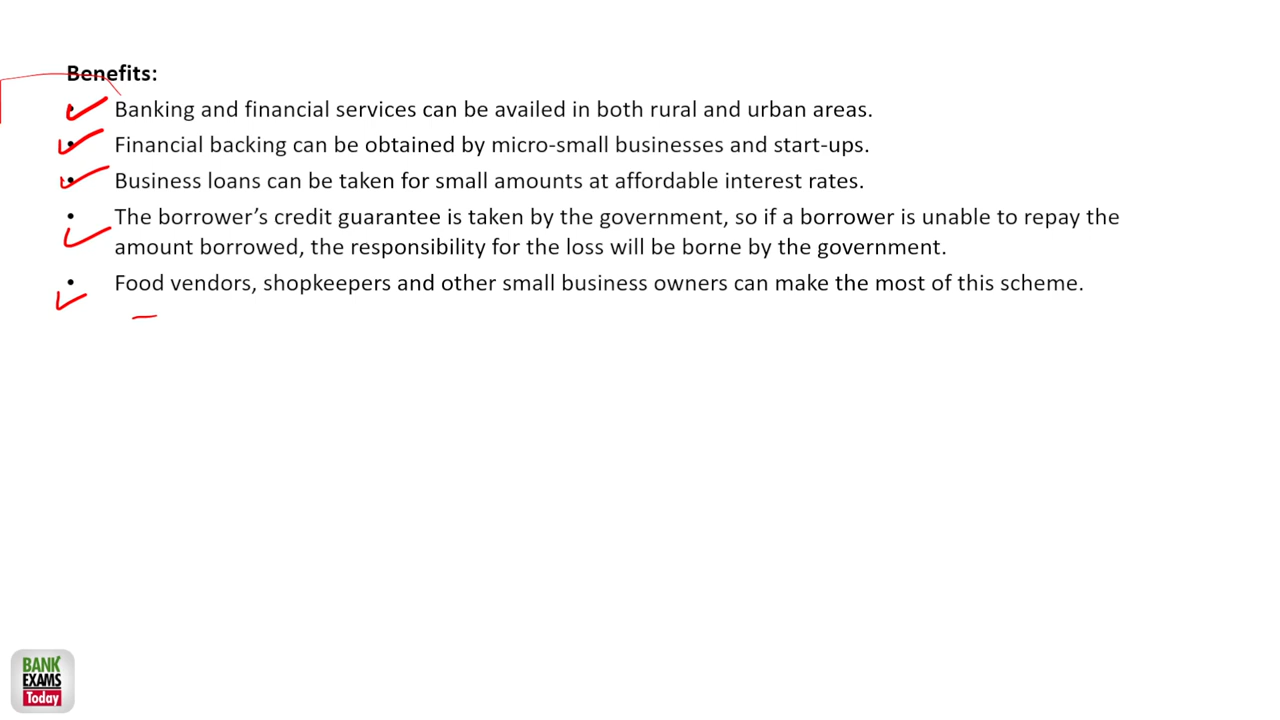 Benefits:
• Banking and financial services can be availed in both rural and urban areas.
• Financial backing can be obtained by micro-small businesses and start-ups.
• Business loans can be taken for small amounts at affordable interest rates.
• The borrower’s credit guarantee is taken by the government, so if a borrower is unable to repay the
amount borrowed, the responsibility for the loss will be borne by the government.
• Food vendors, shopkeepers and other small business owners can make the most of this scheme.
BANK
EXAMS
Today